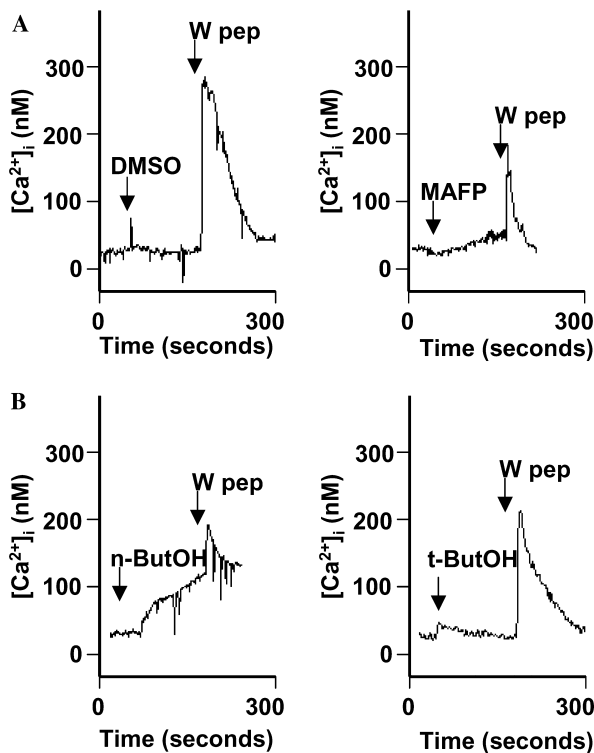 A
[Ca²⁺]ᵢ (nM)
300
200
100
0
DMSO
W pep
0
300
Time (seconds)
[Ca²⁺]ᵢ (nM)
300
200
100
0
MAFP
W pep
0
300
Time (seconds)
B
[Ca²⁺]ᵢ (nM)
300
200
100
0
n-ButOH
W pep
0
300
Time (seconds)
[Ca²⁺]ᵢ (nM)
300
200
100
0
t-ButOH
W pep
0
300
Time (seconds)